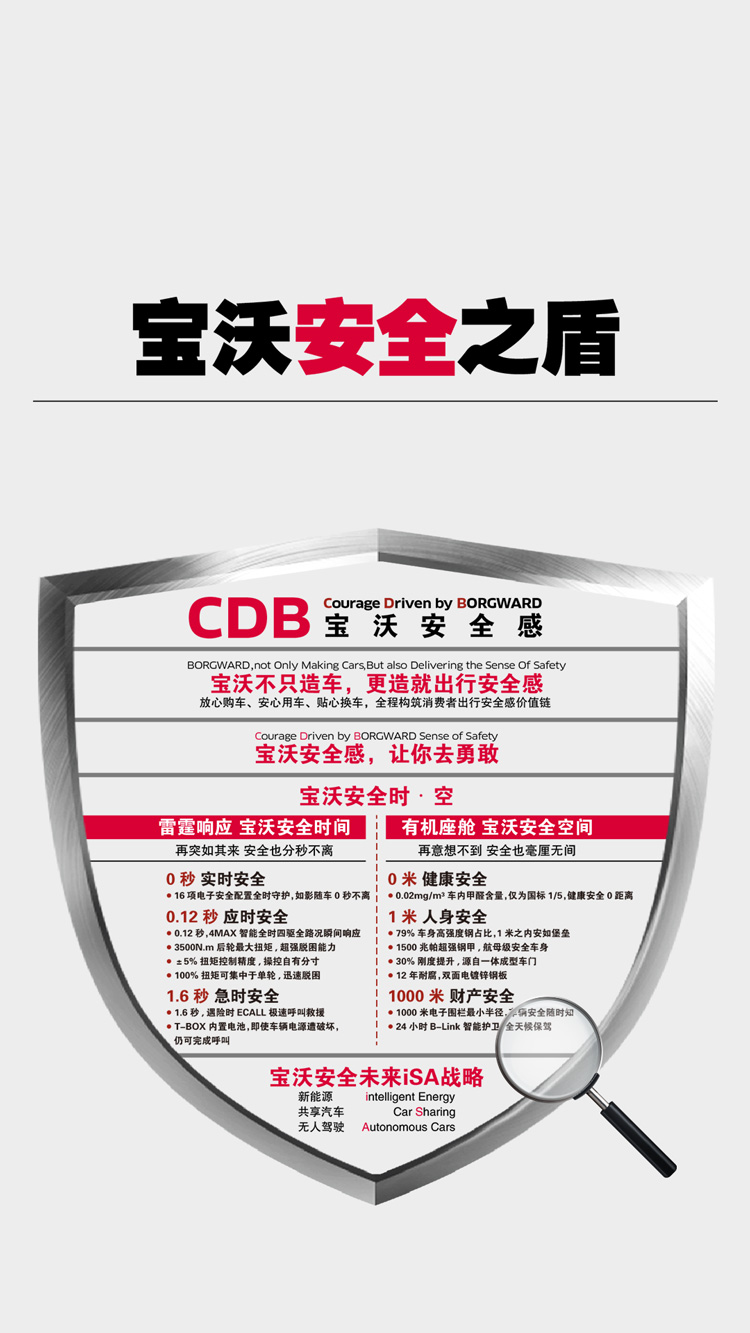 宝沃安全之盾
CDB
Courage Driven by BORGWARD
宝沃安全感
BORGWARD,not Only Making Cars,But also Delivering the Sense Of Safety
宝沃不只造车，更造就出行安全感
放心购车、安心用车、贴心换车，全程构筑消费者出行安全感价值链
Courage Driven by BORGWARD Sense of Safety
宝沃安全感，让你去勇敢
宝沃安全时·空
雷霆响应 宝沃安全时间
再突如其来 安全也分秒不离
0 秒 实时安全
• 16 项电子安全配置全时守护，如影随车 0 秒不离
0.12 秒 应时安全
• 0.12 秒，4MAX 智能全时四驱全路况瞬间响应
• 3500N.m 后轮最大扭矩，超强脱困能力
• ±5% 扭矩控制精度，操控自有分寸
• 100% 扭矩可集中于单轮，迅速脱困
1.6 秒 急时安全
• 1.6 秒，遇险时 ECALL 极速呼叫救援
• T-BOX 内置电池，即使车辆电源遭破坏，
仍可完成呼叫
有机座舱 宝沃安全空间
再意想不到 安全也毫厘无间
0 米 健康安全
• 0.02mg/m³ 车内甲醛含量，仅为国标 1/5，健康安全 0 距离
1 米 人身安全
• 79% 车身高强度钢占比，1 米之内安如堡垒
• 1500 兆帕超强钢甲，航母级安全车身
• 30% 刚度提升，源自一体成型车门
• 12 年耐腐，双面电镀锌钢板
1000 米 财产安全
• 1000 米电子围栏最小半径，车辆安全随时知
• 24 小时 B-Link 智能护卫，全天候保驾
宝沃安全未来iSA战略
新能源 intelligent Energy
共享汽车 Car Sharing
无人驾驶 Autonomous Cars